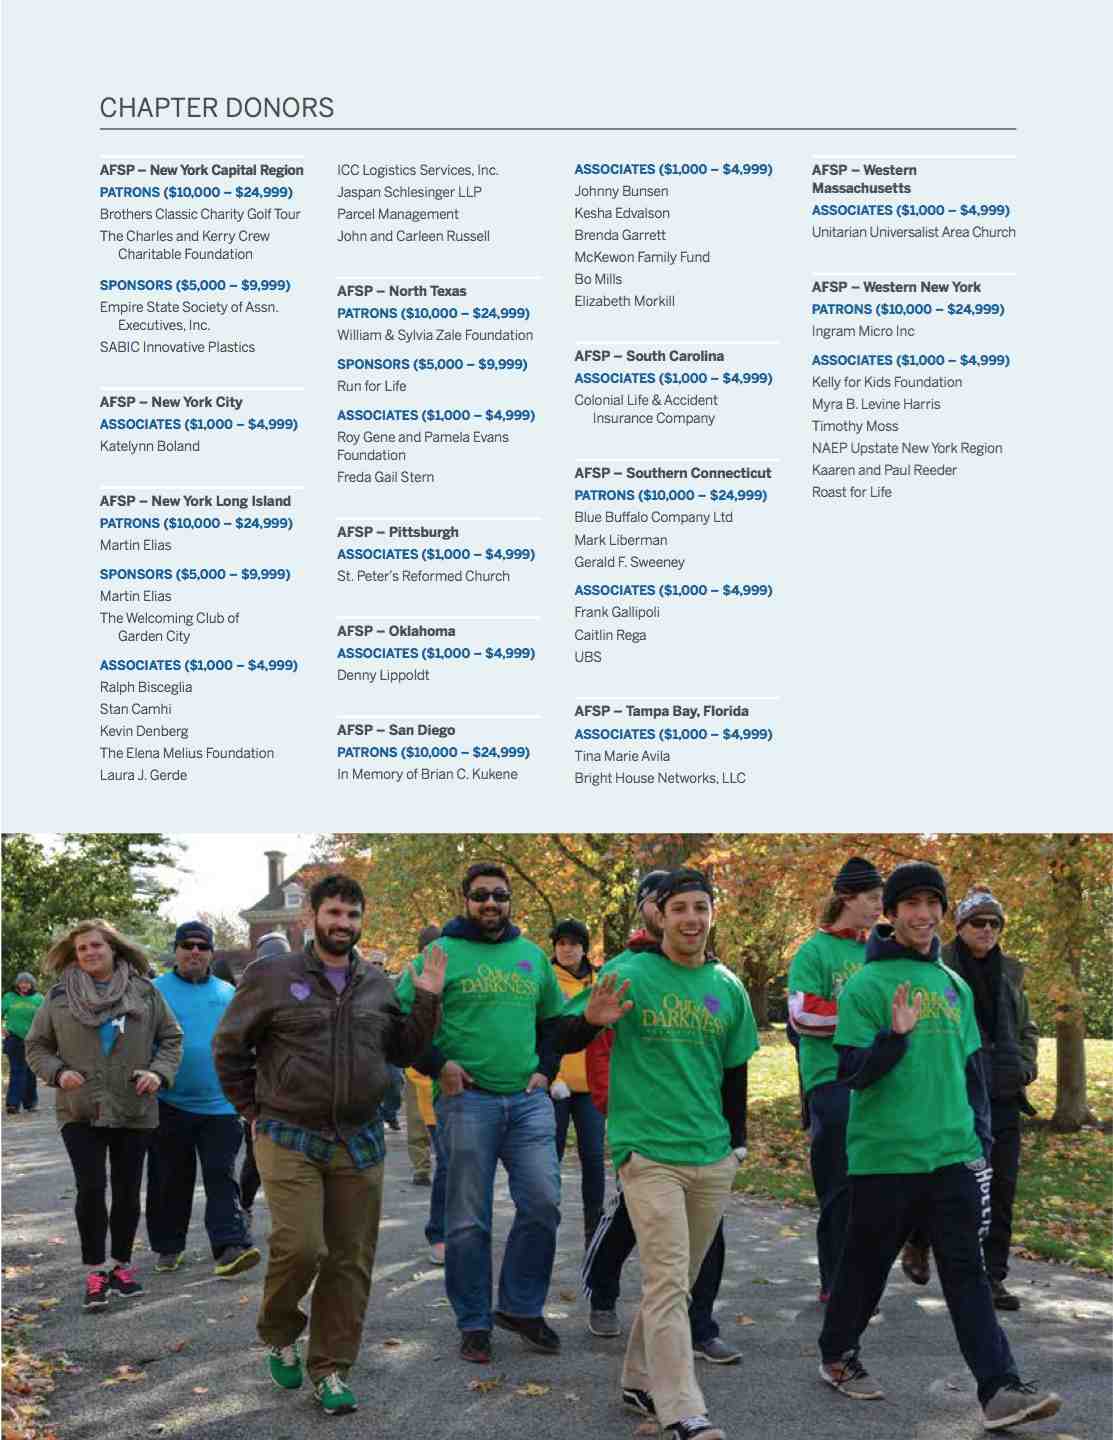 CHAPTER DONORS
AFSP – New York Capital Region
PATRONS ($10,000 – $24,999)
Brothers Classic Charity Golf Tour
The Charles and Kerry Crew
Charitable Foundation
SPONSORS ($5,000 – $9,999)
Empire State Society of Assn.
Executives, Inc.
SABIC Innovative Plastics
AFSP – New York City
ASSOCIATES ($1,000 – $4,999)
Katelynn Boland
AFSP – New York Long Island
PATRONS ($10,000 – $24,999)
Martin Elias
SPONSORS ($5,000 – $9,999)
Martin Elias
The Welcoming Club of
Garden City
ASSOCIATES ($1,000 – $4,999)
Ralph Bisceglia
Stan Camhi
Kevin Denberg
The Elena Melius Foundation
Laura J. Gerde
ICC Logistics Services, Inc.
Jaspan Schlesinger LLP
Parcel Management
John and Carleen Russell
AFSP – North Texas
PATRONS ($10,000 – $24,999)
William & Sylvia Zale Foundation
SPONSORS ($5,000 – $9,999)
Run for Life
ASSOCIATES ($1,000 – $4,999)
Roy Gene and Pamela Evans
Foundation
Freda Gail Stern
AFSP – Pittsburgh
ASSOCIATES ($1,000 – $4,999)
St. Peter's Reformed Church
AFSP – Oklahoma
ASSOCIATES ($1,000 – $4,999)
Denny Lippoldt
AFSP – San Diego
PATRONS ($10,000 – $24,999)
In Memory of Brian C. Kukene
ASSOCIATES ($1,000 – $4,999)
Johnny Bunsen
Kesha Edvalson
Brenda Garrett
McKewon Family Fund
Bo Mills
Elizabeth Morkill
AFSP – South Carolina
ASSOCIATES ($1,000 – $4,999)
Colonial Life & Accident
Insurance Company
AFSP – Southern Connecticut
PATRONS ($10,000 – $24,999)
Blue Buffalo Company Ltd
Mark Liberman
Gerald F. Sweeney
ASSOCIATES ($1,000 – $4,999)
Frank Gallipoli
Caitlin Rega
UBS
AFSP – Tampa Bay, Florida
ASSOCIATES ($1,000 – $4,999)
Tina Marie Avila
Bright House Networks, LLC
AFSP – Western
Massachusetts
ASSOCIATES ($1,000 – $4,999)
Unitarian Universalist Area Church
AFSP – Western New York
PATRONS ($10,000 – $24,999)
Ingram Micro Inc
ASSOCIATES ($1,000 – $4,999)
Kelly for Kids Foundation
Myra B. Levine Harris
Timothy Moss
NAEP Upstate New York Region
Kaaren and Paul Reeder
Roast for Life
DARKNESS
DARKNESS
DARKNESS